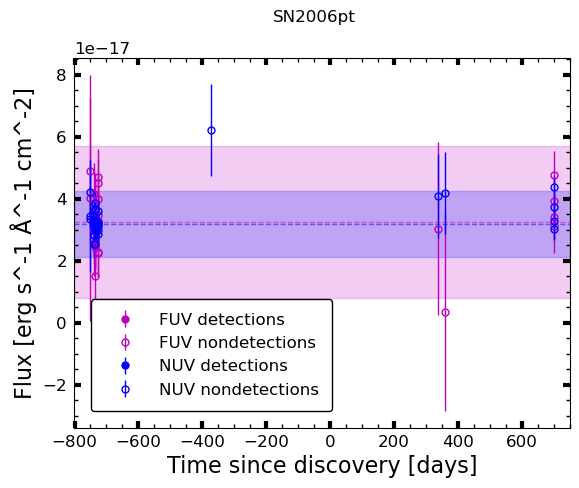 SN2006pt
1e−17
8
6
4
2
0
−2
Flux [erg s^-1 Å^-1 cm^-2]
FUV detections
FUV nondetections
NUV detections
NUV nondetections
−800 −600 −400 −200 0 200 400 600
Time since discovery [days]